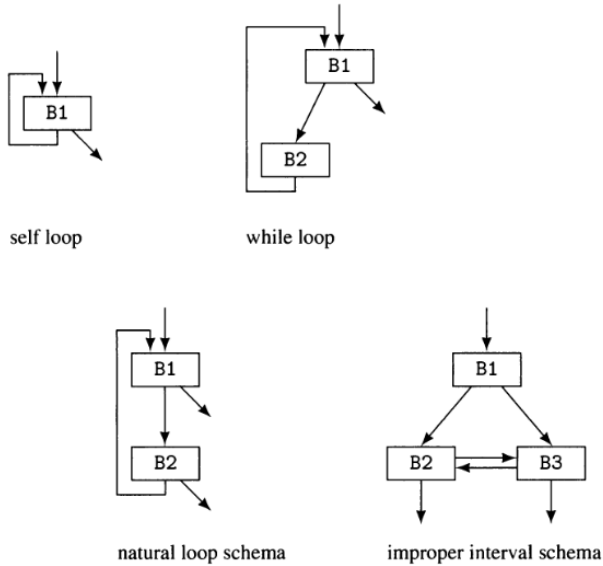 B1
B1
B2
self loop
while loop
B1
B1
B2
B2
B3
natural loop schema
improper interval schema